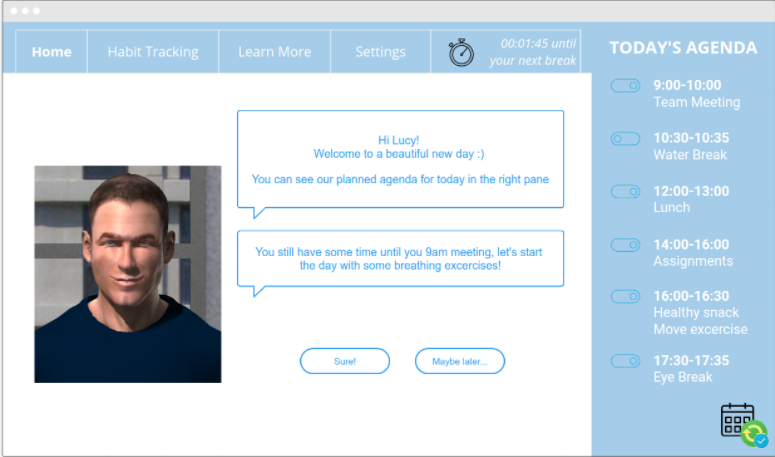 Home
Habit Tracking
Learn More
Settings
00:01:45 until
your next break
Hi Lucy!
Welcome to a beautiful new day :)
You can see our planned agenda for today in the right pane
You still have some time until you 9am meeting, let's start
the day with some breathing excercises!
Sure!
Maybe later...
TODAY'S AGENDA
9:00-10:00
Team Meeting
10:30-10:35
Water Break
12:00-13:00
Lunch
14:00-16:00
Assignments
16:00-16:30
Healthy snack
Move excercise
17:30-17:35
Eye Break